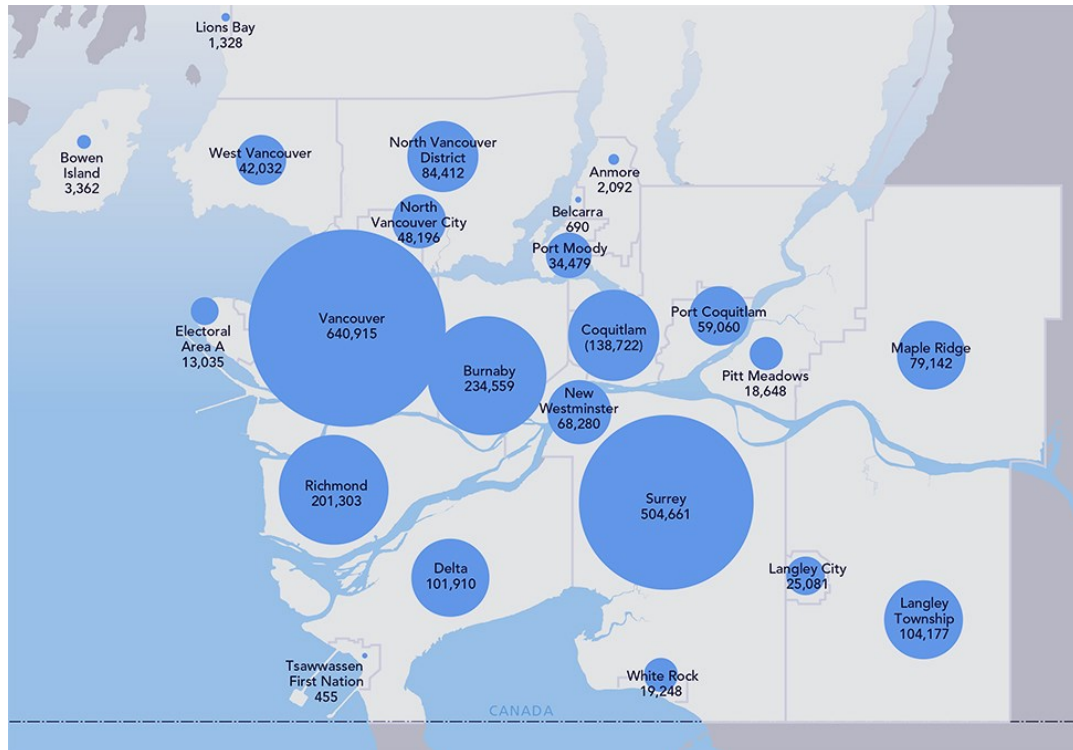 Lions Bay
1,328
Bowen
Island
3,362
West Vancouver
42,032
North Vancouver
District
84,412
Anmore
2,092
North
Vancouver City
48,196
Belcarra
690
Port Moody
34,479
Electoral
Area A
13,035
Vancouver
640,915
Burnaby
234,559
Coquitlam
(138,722)
Port Coquitlam
59,060
Pitt Meadows
18,648
Maple Ridge
79,142
New
Westminster
68,280
Richmond
201,303
Surrey
504,661
Delta
101,910
Langley City
25,081
Langley
Township
104,177
Tsawwassen
First Nation
455
White Rock
19,248
CANADA